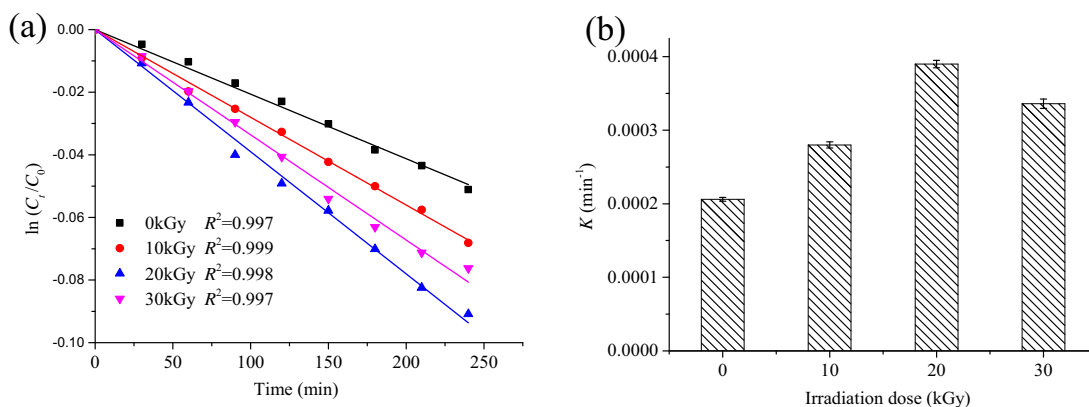 (a)
0.00
-0.02
-0.04
-0.06
-0.08
-0.10
ln (Ct/C0)
0kGy R²=0.997
10kGy R²=0.999
20kGy R²=0.998
30kGy R²=0.997
0 50 100 150 200 250
Time (min)
(b)
0.0004
0.0003
0.0002
0.0001
0.0000
K (min⁻¹)
0 10 20 30
Irradiation dose (kGy)